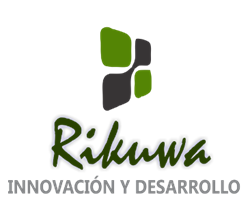 Rikuwa
INNOVACIÓN Y DESARROLLO